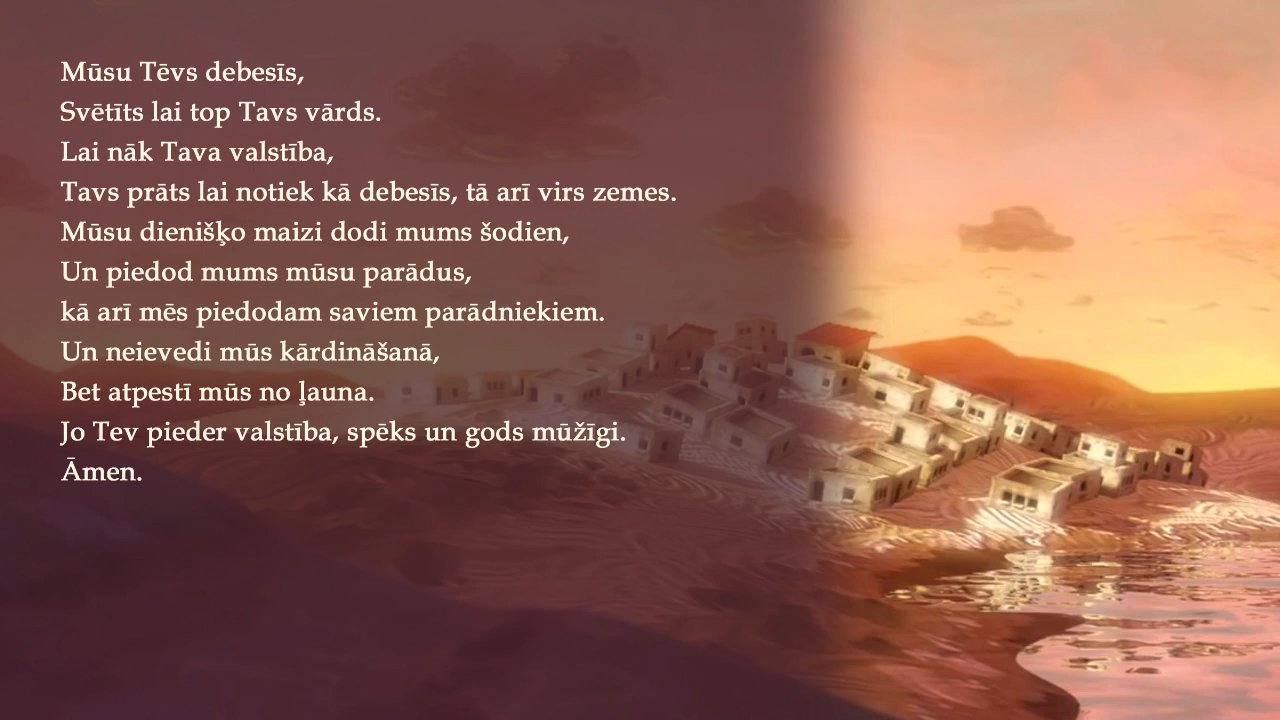 Mūsu Tēvs debesīs,
Svētīts lai top Tavs vārds.
Lai nāk Tava valstība,
Tavs prāts lai notiek kā debesīs, tā arī virs zemes.
Mūsu dienišķo maizi dodi mums šodien,
Un piedod mums mūsu parādus,
kā arī mēs piedodam saviem parādniekiem.
Un neievedi mūs kārdināšanā,
Bet atpestī mūs no ļauna.
Jo Tev pieder valstība, spēks un gods mūžīgi.
Āmen.